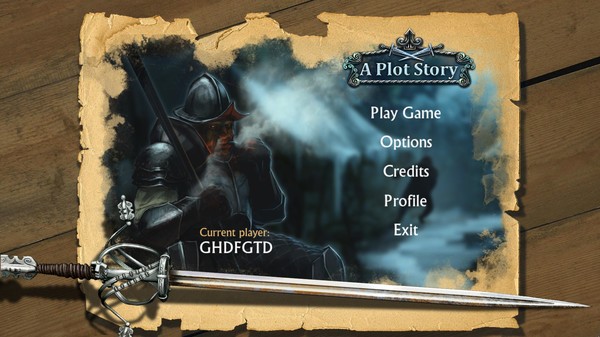 A Plot Story
Play Game
Options
Credits
Profile
Exit
Current player:
GHDFGTD